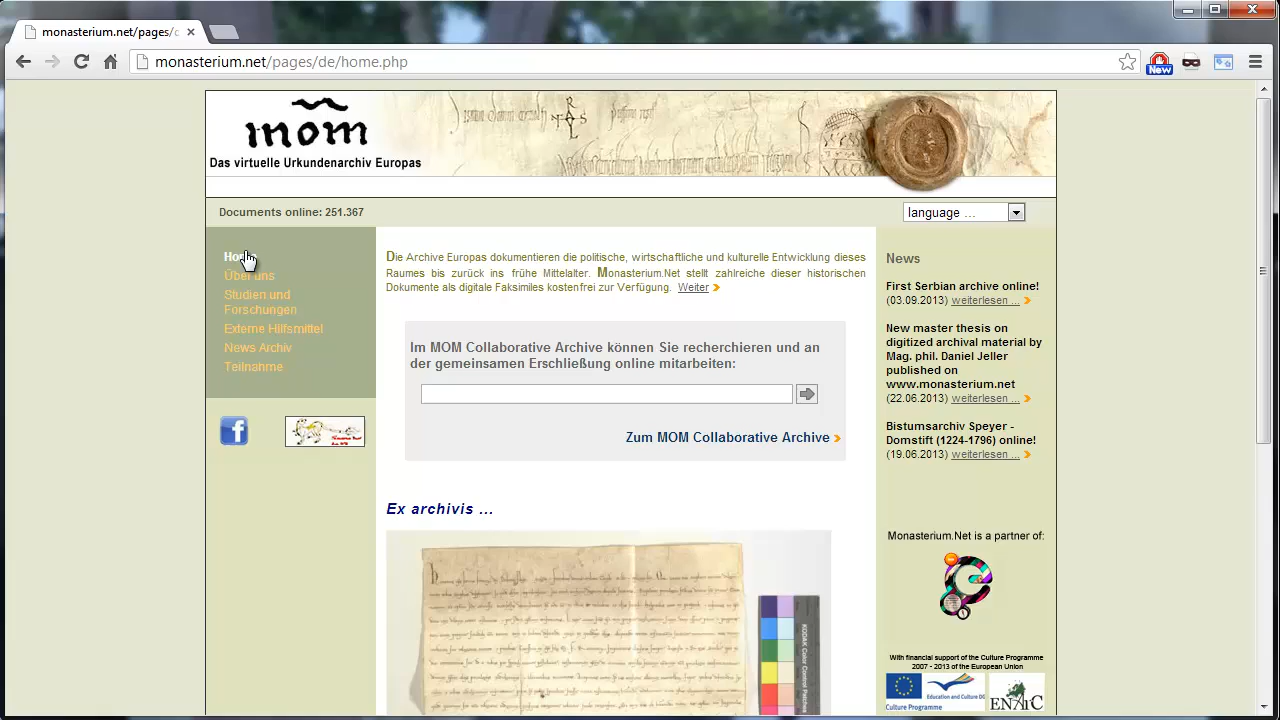 monasterium.net/pages/c
monasterium.net/pages/de/home.php
New
mom
Das virtuelle Urkundenarchiv Europas
Documents online: 251.367
language ...
Home
Über uns
Studien und
Forschungen
Externe Hilfsmittel
News Archiv
Teilnahme
Die Archive Europas dokumentieren die politische, wirtschaftliche und kulturelle Entwicklung dieses
Raumes bis zurück ins frühe Mittelalter. Monasterium.Net stellt zahlreiche dieser historischen
Dokumente als digitale Faksimiles kostenfrei zur Verfügung. Weiter
Im MOM Collaborative Archive können Sie recherchieren und an
der gemeinsamen Erschließung online mitarbeiten:
Zum MOM Collaborative Archive
Ex archivis ...
KODAK Color Control Patches
News
First Serbian archive online!
(03.09.2013) weiterlesen ...
New master thesis on
digitized archival material by
Mag. phil. Daniel Jeller
published on
www.monasterium.net
(22.06.2013) weiterlesen ...
Bistumsarchiv Speyer -
Domstift (1224-1796) online!
(19.06.2013) weiterlesen ...
Monasterium.Net is a partner of:
With financial support of the Culture Programme
2007 - 2013 of the European Union
Education and Culture DG
Culture Programme
ENArC